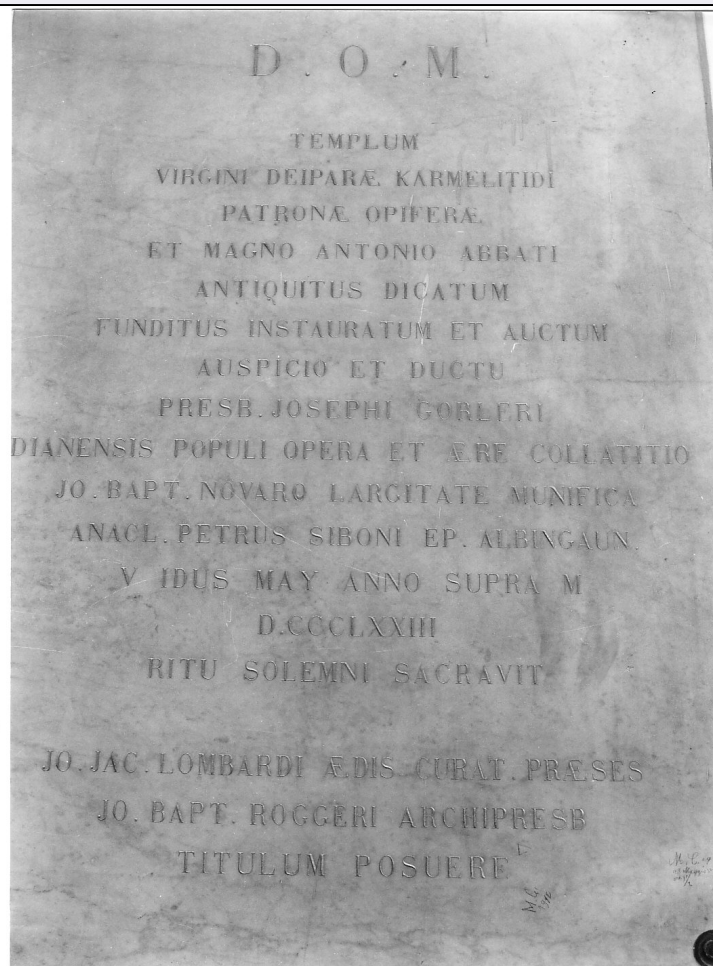 D . O . M .
TEMPLUM
VIRGINI DEIPARÆ KARMELITIDI
PATRONÆ OPIFERÆ
ET MAGNO ANTONIO ABBATI
ANTIQUITUS DICATUM
FUNDITUS INSTAURATUM ET AUCTUM
AUSPICIO ET DUCTU
PRESB. JOSEPHI GORLERI
DIANENSIS POPULI OPERA ET ÆRE COLLATITIO
JO. BAPT. NOVARO LARGITATE MUNIFICA
ANACL. PETRUS SIBONI EP. ALBINGAUN.
V IDUS MAY ANNO SUPRA M
D.CCCLXXIII
RITU SOLEMNI SACRAVIT
JO. JAC. LOMBARDI ÆDIS CURAT. PRÆSES
JO. BAPT. ROGGERI ARCHIPRESB
TITULUM POSUERE